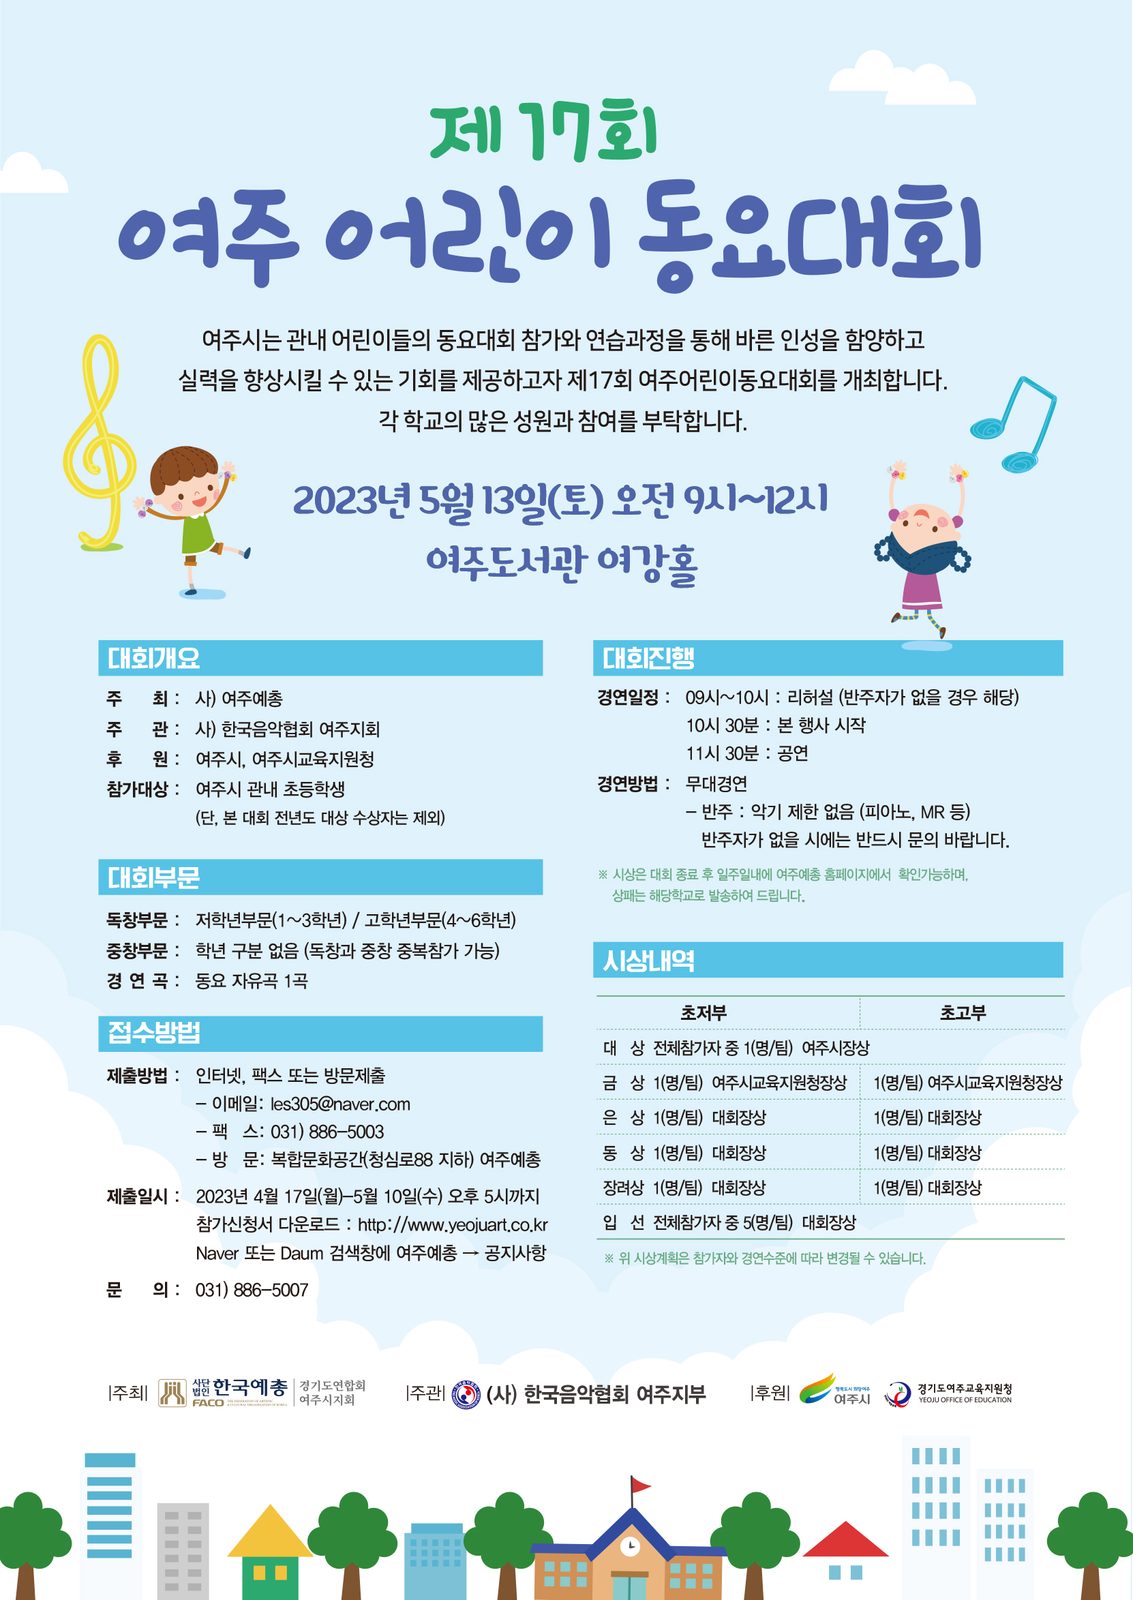 제17회
여주 어린이 동요대회
여주시는 관내 어린이들의 동요대회 참가와 연습과정을 통해 바른 인성을 함양하고
실력을 향상시킬 수 있는 기회를 제공하고자 제17회 여주어린이동요대회를 개최합니다.
각 학교의 많은 성원과 참여를 부탁합니다.
2023년 5월 13일(토) 오전 9시~12시
여주도서관 여강홀
대회개요
주 최 : 사) 여주예총
주 관 : 사) 한국음악협회 여주지회
후 원 : 여주시, 여주시교육지원청
참가대상 : 여주시 관내 초등학생
(단, 본 대회 전년도 대상 수상자는 제외)
대회부문
독창부문 : 저학년부문(1~3학년) / 고학년부문(4~6학년)
중창부문 : 학년 구분 없음 (독창과 중창 중복참가 가능)
경 연 곡 : 동요 자유곡 1곡
접수방법
제출방법 : 인터넷, 팩스 또는 방문제출
- 이메일: les305@naver.com
- 팩 스: 031) 886-5003
- 방 문: 복합문화공간(청심로88 지하) 여주예총
제출일시 : 2023년 4월 17일(월)-5월 10일(수) 오후 5시까지
참가신청서 다운로드 : http://www.yeojuart.co.kr
Naver 또는 Daum 검색창에 여주예총 → 공지사항
문 의 : 031) 886-5007
대회진행
경연일정 : 09시~10시 : 리허설 (반주자가 없을 경우 해당)
10시 30분 : 본 행사 시작
11시 30분 : 공연
경연방법 : 무대경연
- 반주 : 악기 제한 없음 (피아노, MR 등)
반주자가 없을 시에는 반드시 문의 바랍니다.
※ 시상은 대회 종료 후 일주일내에 여주예총 홈페이지에서 확인가능하며,
상패는 해당학교로 발송하여 드립니다.
시상내역
초저부 초고부
대 상 전체참가자 중 1(명/팀) 여주시장상
금 상 1(명/팀) 여주시교육지원청장상 1(명/팀) 여주시교육지원청장상
은 상 1(명/팀) 대회장상 1(명/팀) 대회장상
동 상 1(명/팀) 대회장상 1(명/팀) 대회장상
장려상 1(명/팀) 대회장상 1(명/팀) 대회장상
입 선 전체참가자 중 5(명/팀) 대회장상
※ 위 시상계획은 참가자와 경연수준에 따라 변경될 수 있습니다.
|주최| 사단법인 한국예총 FACO 경기도연합회 여주시지회
|주관| (사) 한국음악협회 여주지부
|후원| 여주시 경기도여주교육지원청
YEOJU OFFICE OF EDUCATION